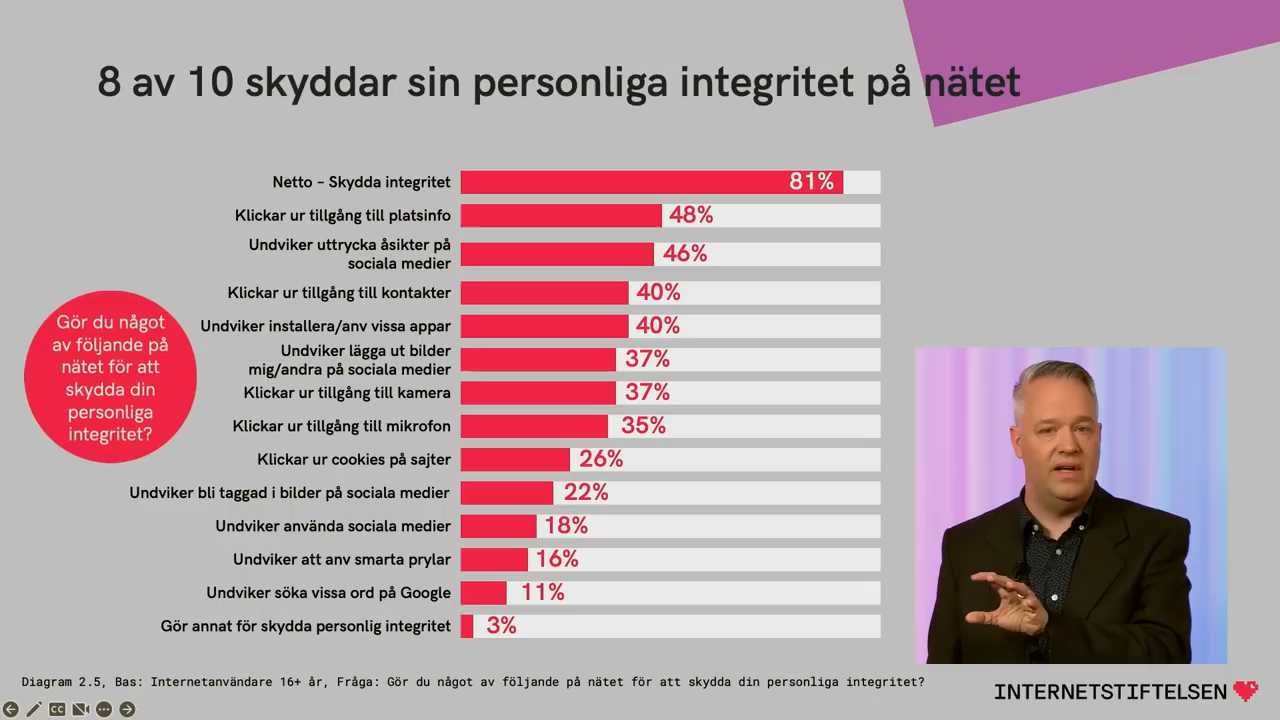 8 av 10 skyddar sin personliga integritet på nätet
Netto – Skydda integritet
81%
Klickar ur tillgång till platsinfo
48%
Undviker uttrycka åsikter på
sociala medier
46%
Klickar ur tillgång till kontakter
40%
Undviker installera/anv vissa appar
40%
Undviker lägga ut bilder
mig/andra på sociala medier
37%
Klickar ur tillgång till kamera
37%
Klickar ur tillgång till mikrofon
35%
Klickar ur cookies på sajter
26%
Undviker bli taggad i bilder på sociala medier
22%
Undviker använda sociala medier
18%
Undviker att anv smarta prylar
16%
Undviker söka vissa ord på Google
11%
Gör annat för skydda personlig integritet
3%
Gör du något
av följande på
nätet för att
skydda din
personliga
integritet?
Diagram 2.5, Bas: Internetanvändare 16+ år, Fråga: Gör du något av följande på nätet för att skydda din personliga integritet?
INTERNETSTIFTELSEN
CC